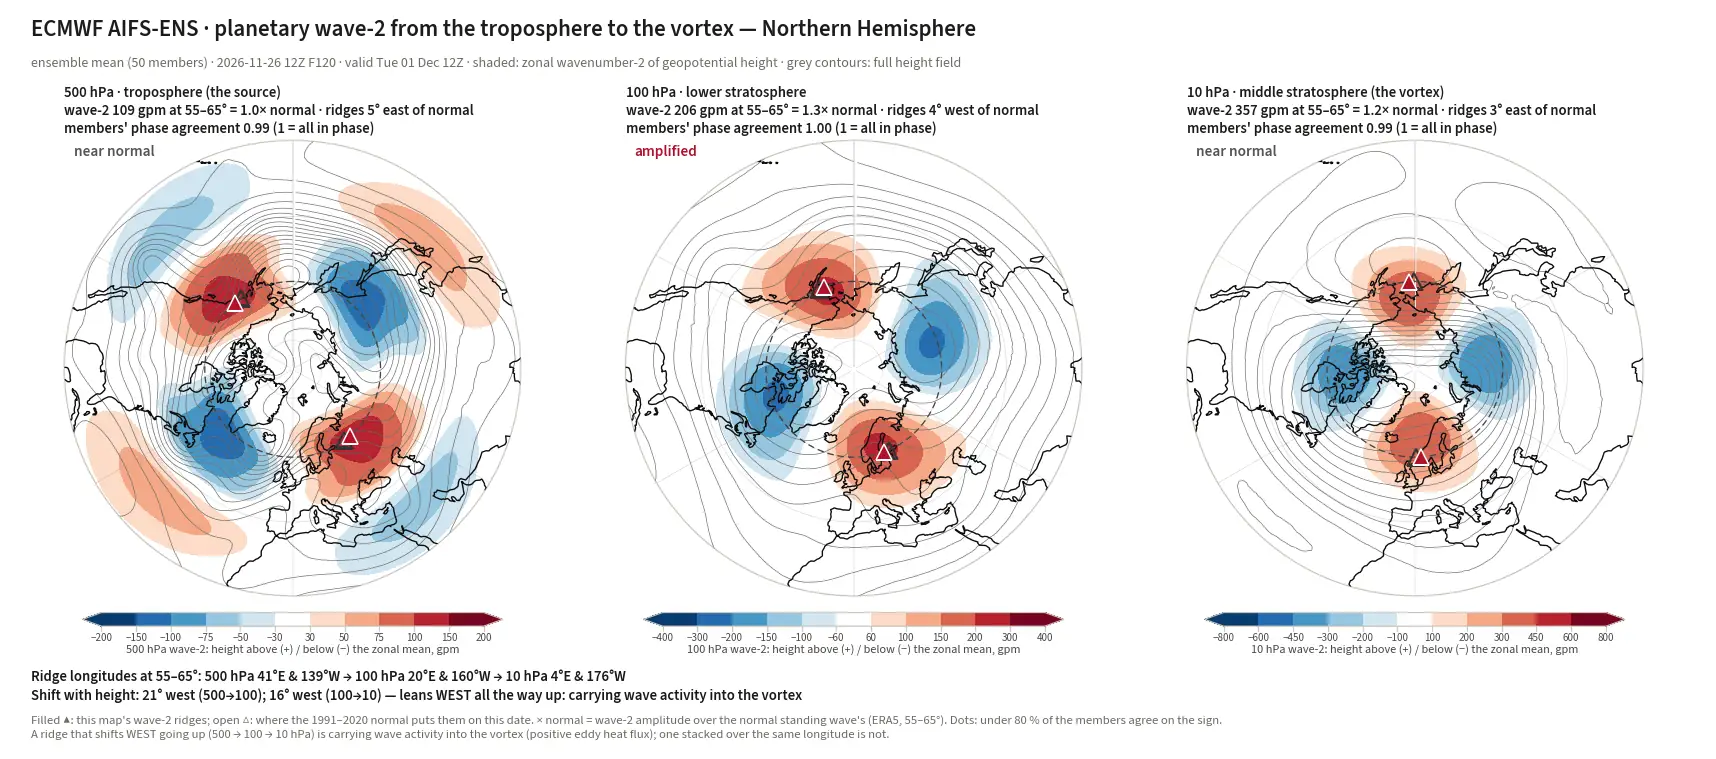 ECMWF AIFS-ENS · planetary wave-2 from the troposphere to the vortex — Northern Hemisphere
ensemble mean (50 members) · 2026-11-26 12Z F120 · valid Tue 01 Dec 12Z · shaded: zonal wavenumber-2 of geopotential height · grey contours: full height field
500 hPa · troposphere (the source)
wave-2 109 gpm at 55–65° = 1.0× normal · ridges 5° east of normal
members' phase agreement 0.99 (1 = all in phase)
near normal
100 hPa · lower stratosphere
wave-2 206 gpm at 55–65° = 1.3× normal · ridges 4° west of normal
members' phase agreement 1.00 (1 = all in phase)
amplified
10 hPa · middle stratosphere (the vortex)
wave-2 357 gpm at 55–65° = 1.2× normal · ridges 3° east of normal
members' phase agreement 0.99 (1 = all in phase)
near normal
−200 −150 −100 −75 −50 −30 30 50 75 100 150 200
500 hPa wave-2: height above (+) / below (−) the zonal mean, gpm
−400 −300 −200 −150 −100 −60 60 100 150 200 300 400
100 hPa wave-2: height above (+) / below (−) the zonal mean, gpm
−800 −600 −450 −300 −200 −100 100 200 300 450 600 800
10 hPa wave-2: height above (+) / below (−) the zonal mean, gpm
Ridge longitudes at 55–65°: 500 hPa 41°E & 139°W → 100 hPa 20°E & 160°W → 10 hPa 4°E & 176°W
Shift with height: 21° west (500→100); 16° west (100→10) — leans WEST all the way up: carrying wave activity into the vortex
Filled ▲: this map's wave-2 ridges; open △: where the 1991–2020 normal puts them on this date. × normal = wave-2 amplitude over the normal standing wave's (ERA5, 55–65°). Dots: under 80 % of the members agree on the sign.
A ridge that shifts WEST going up (500 → 100 → 10 hPa) is carrying wave activity into the vortex (positive eddy heat flux); one stacked over the same longitude is not.